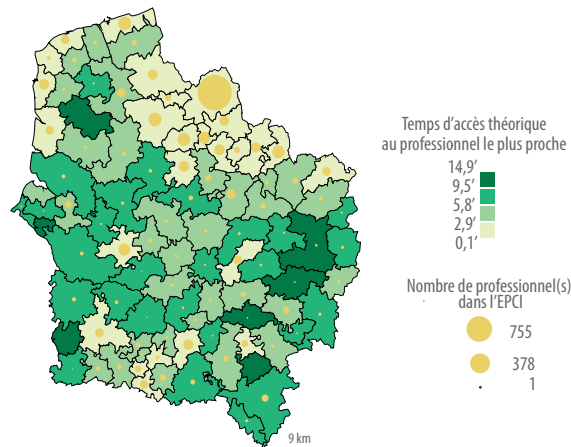 Temps d'accès théorique
au professionnel le plus proche
14,9'
9,5'
5,8'
2,9'
0,1'
Nombre de professionnel(s)
dans l'EPCI
755
378
1
9 km